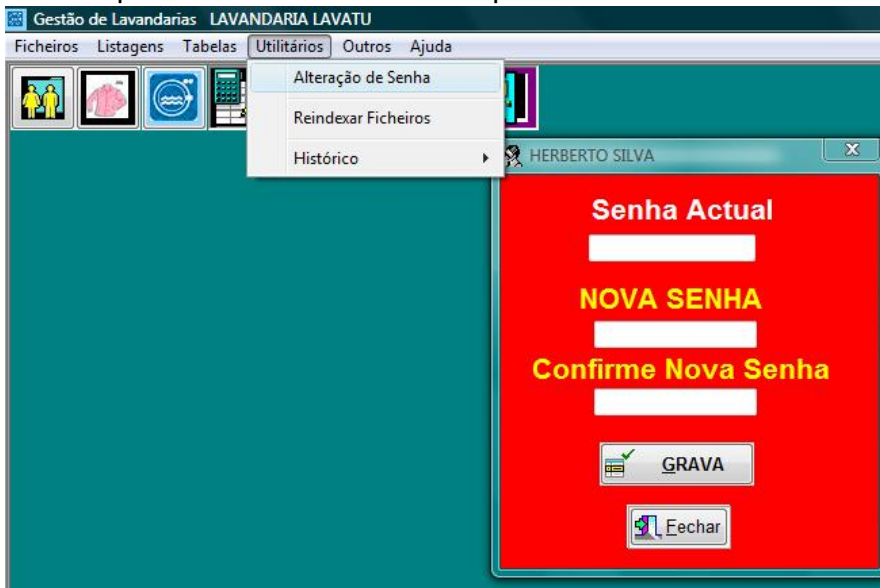 Gestão de Lavandarias LAVANDARIA LAVATU
Ficheiros Listagens Tabelas Utilitários Outros Ajuda
Alteração de Senha
Reindexar Ficheiros
Histórico
HERBERTO SILVA
Senha Actual
NOVA SENHA
Confirme Nova Senha
GRAVA
Fechar